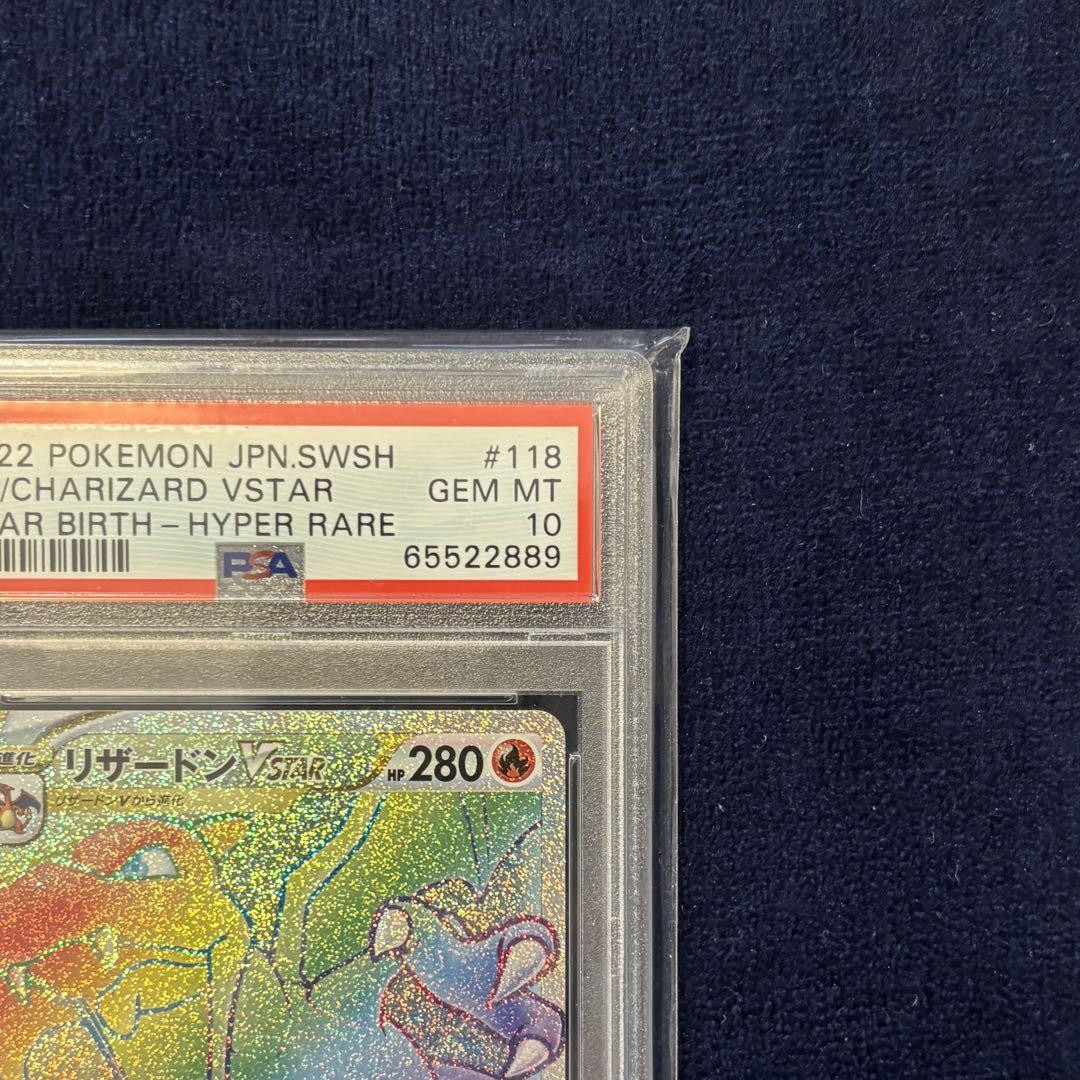 22 POKEMON JPN.SWSH #118
/CHARIZARD VSTAR GEM MT
AR BIRTH-HYPER RARE 10
PSA 65522889
進化 リザードンVSTAR HP 280
リザードンVから進化